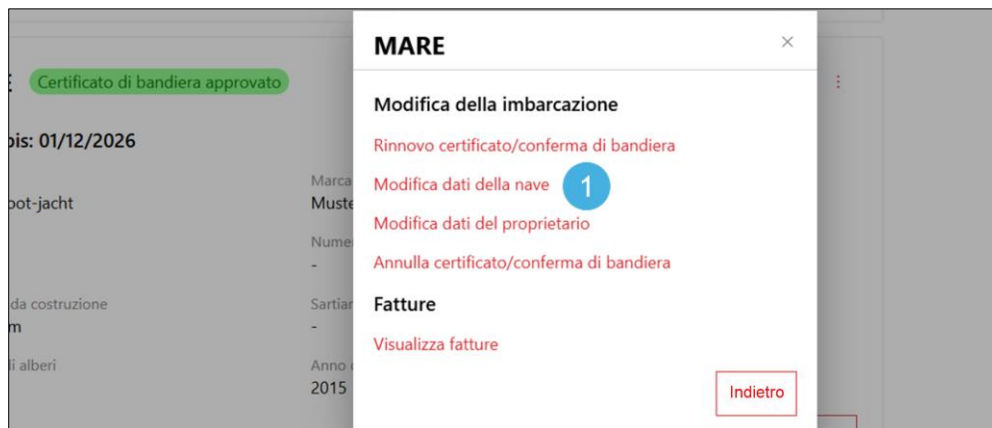 MARE
×
Certificato di bandiera approvato
Modifica della imbarcazione
bis: 01/12/2026
Rinnovo certificato/conferma di bandiera
Marca
Modifica dati della nave 1
oot-jacht
Muste
Modifica dati del proprietario
Nume
-
Annulla certificato/conferma di bandiera
da costruzione
Sartiar
Fatture
m
-
Visualizza fatture
li alberi
Anno
2015
Indietro